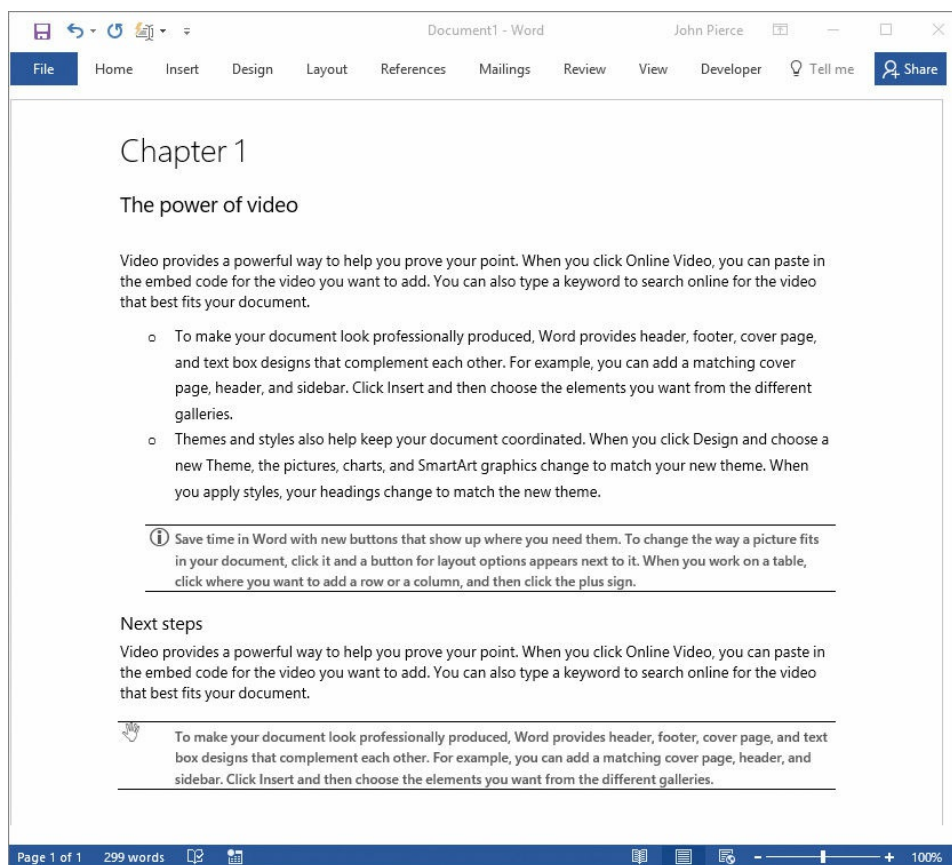 Document1 - Word John Pierce
File Home Insert Design Layout References Mailings Review View Developer Tell me Share
Chapter 1
The power of video
Video provides a powerful way to help you prove your point. When you click Online Video, you can paste in
the embed code for the video you want to add. You can also type a keyword to search online for the video
that best fits your document.
o To make your document look professionally produced, Word provides header, footer, cover page,
and text box designs that complement each other. For example, you can add a matching cover
page, header, and sidebar. Click Insert and then choose the elements you want from the different
galleries.
o Themes and styles also help keep your document coordinated. When you click Design and choose a
new Theme, the pictures, charts, and SmartArt graphics change to match your new theme. When
you apply styles, your headings change to match the new theme.
Save time in Word with new buttons that show up where you need them. To change the way a picture fits
in your document, click it and a button for layout options appears next to it. When you work on a table,
click where you want to add a row or a column, and then click the plus sign.
Next steps
Video provides a powerful way to help you prove your point. When you click Online Video, you can paste in
the embed code for the video you want to add. You can also type a keyword to search online for the video
that best fits your document.
To make your document look professionally produced, Word provides header, footer, cover page, and text
box designs that complement each other. For example, you can add a matching cover page, header, and
sidebar. Click Insert and then choose the elements you want from the different galleries.
Page 1 of 1 299 words 100%